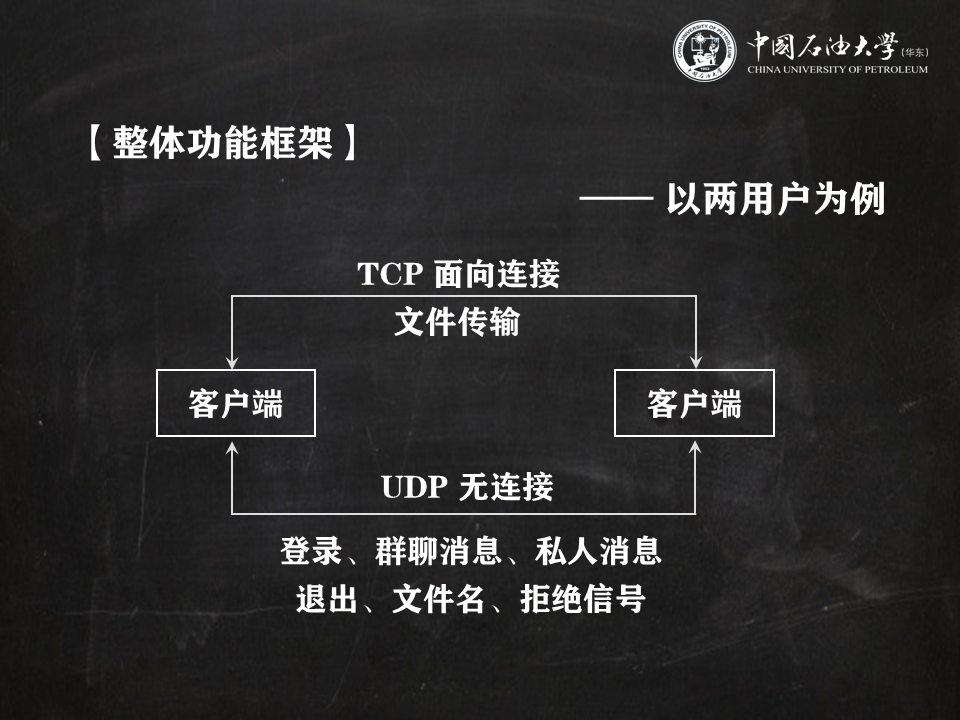 中国石油大学(华东)
CHINA UNIVERSITY OF PETROLEUM
【整体功能框架】
—— 以两用户为例
TCP 面向连接
文件传输
客户端
客户端
UDP 无连接
登录、群聊消息、私人消息
退出、文件名、拒绝信号